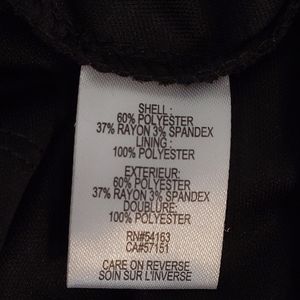 SHELL :
60% POLYESTER
37% RAYON 3% SPANDEX
LINING :
100% POLYESTER
EXTERIEUR:
60% POLYESTER
37% RAYON 3% SPANDEX
DOUBLURE:
100% POLYESTER
RN#54163
CA#57151
CARE ON REVERSE
SOIN SUR L'INVERSE